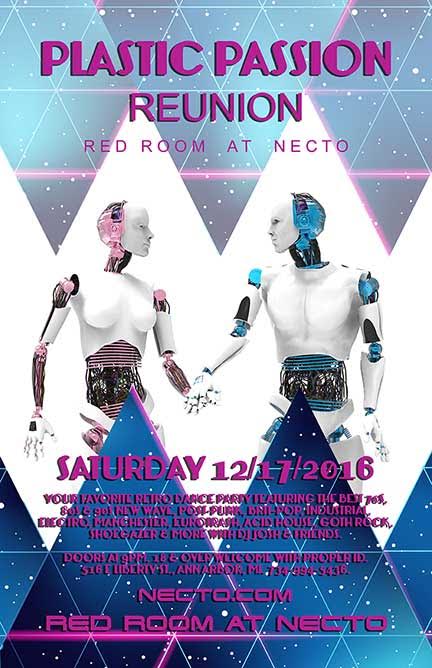 PLASTIC PASSION
REUNION
RED ROOM AT NECTO
SATURDAY 12/17/2016
YOUR FAVORITE RETRO DANCE PARTY FEATURING THE BEST 70S,
80S & 90S NEW WAVE, POST-PUNK, BRIT-POP, INDUSTRIAL,
ELECTRO, MANCHESTER, EUROTRASH, ACID HOUSE, GOTH ROCK,
SHOEGAZER & MORE WITH DJ JOSH & FRIENDS.
DOORS AT 9PM. 18 & OVER WELCOME WITH PROPER ID.
516 E LIBERTY ST., ANN ARBOR, MI. 734-994-5436.
NECTO.COM
RED ROOM AT NECTO